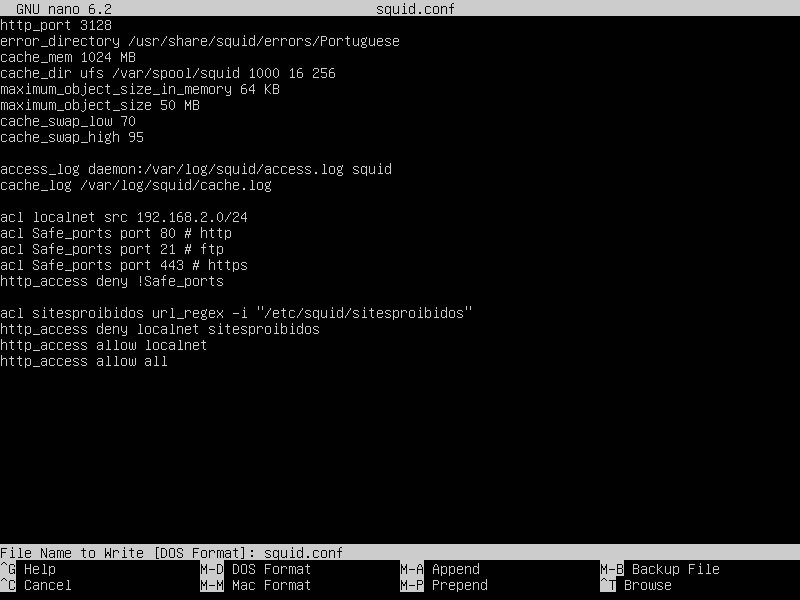 GNU nano 6.2 squid.conf
http_port 3128
error_directory /usr/share/squid/errors/Portuguese
cache_mem 1024 MB
cache_dir ufs /var/spool/squid 1000 16 256
maximum_object_size_in_memory 64 KB
maximum_object_size 50 MB
cache_swap_low 70
cache_swap_high 95
access_log daemon:/var/log/squid/access.log squid
cache_log /var/log/squid/cache.log
acl localnet src 192.168.2.0/24
acl Safe_ports port 80 # http
acl Safe_ports port 21 # ftp
acl Safe_ports port 443 # https
http_access deny !Safe_ports
acl sitesproibidos url_regex -i "/etc/squid/sitesproibidos"
http_access deny localnet sitesproibidos
http_access allow localnet
http_access allow all
File Name to Write [DOS Format]: squid.conf
^G Help M-D DOS Format M-A Append M-B Backup File
^C Cancel M-M Mac Format M-P Prepend ^T Browse